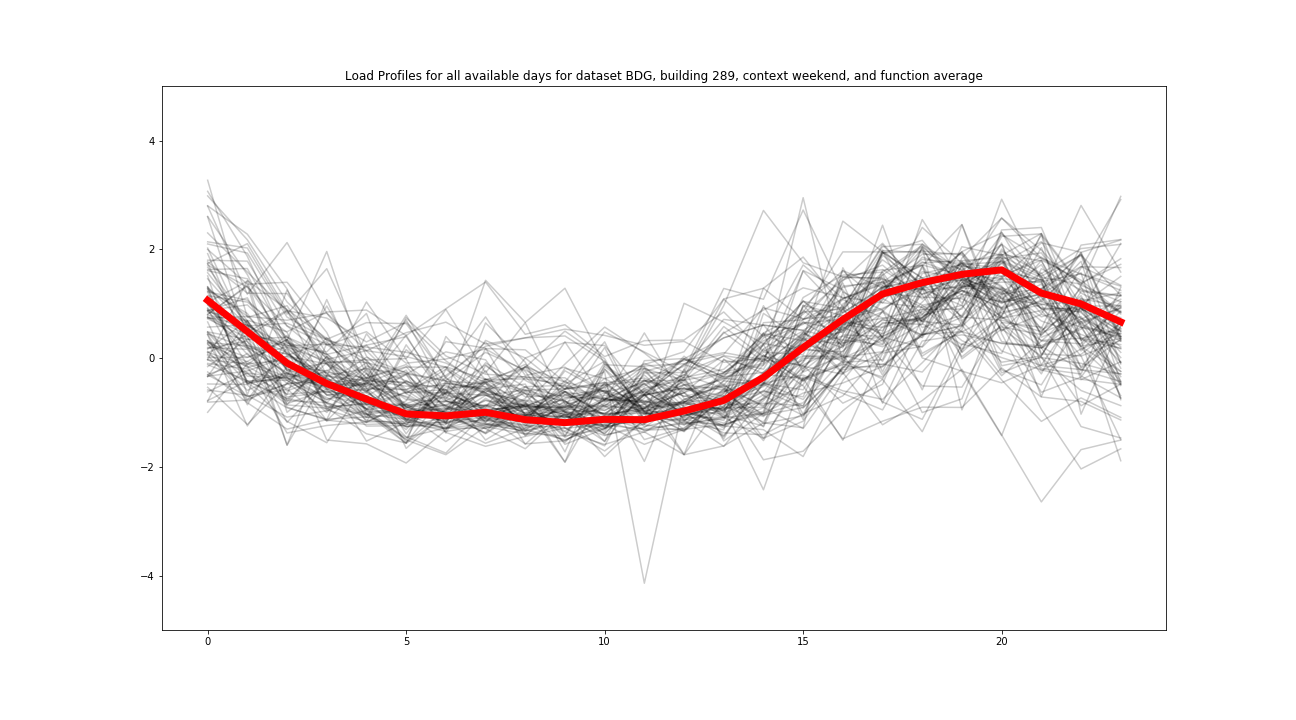 Load Profiles for all available days for dataset BDG, building 289, context weekend, and function average
4
2
0
−2
−4
0 5 10 15 20